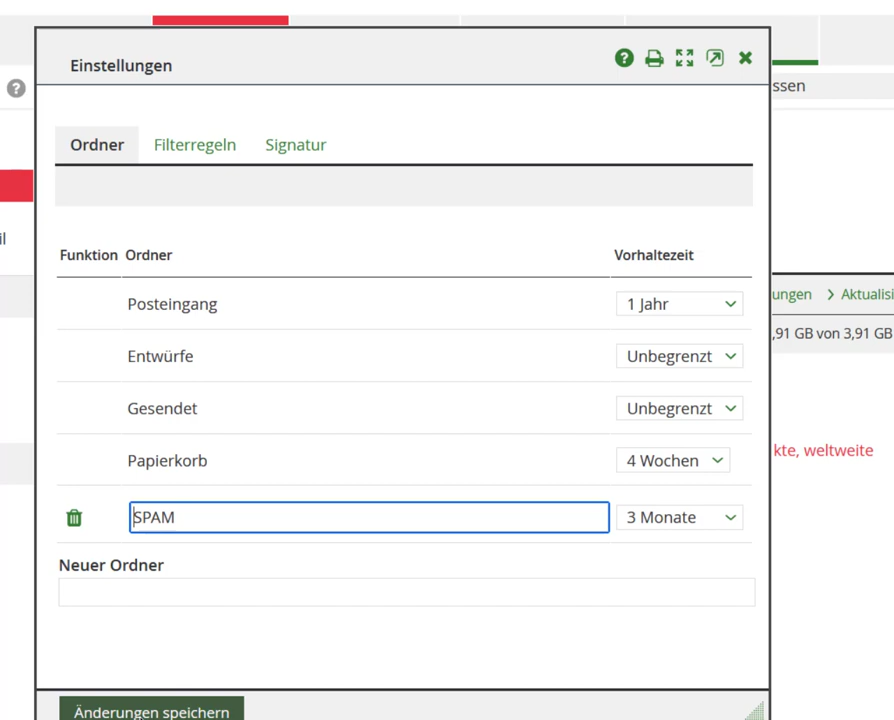 Einstellungen
ssen
Ordner Filterregeln Signatur
il
Funktion Ordner Vorhaltezeit
ungen Aktualisi
Posteingang 1 Jahr
,91 GB von 3,91 GB
Entwürfe Unbegrenzt
Gesendet Unbegrenzt
kte, weltweite
Papierkorb 4 Wochen
SPAM 3 Monate
Neuer Ordner
Änderungen speichern